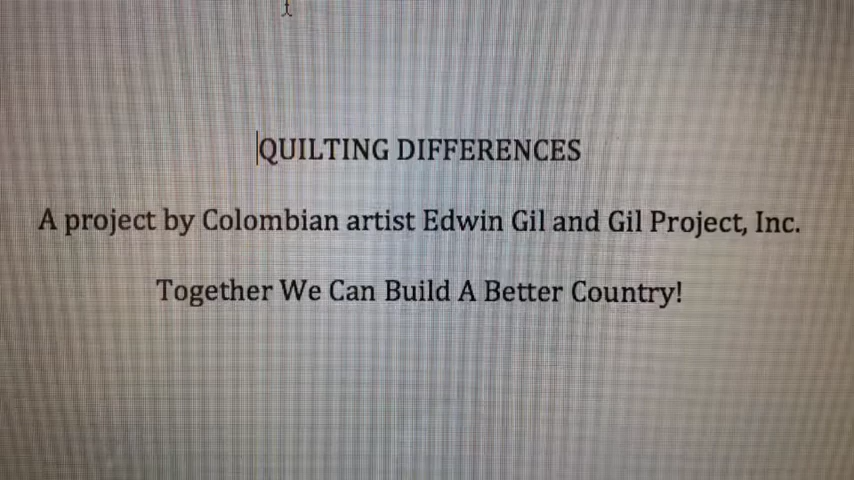 QUILTING DIFFERENCES
A project by Colombian artist Edwin Gil and Gil Project, Inc.
Together We Can Build A Better Country!